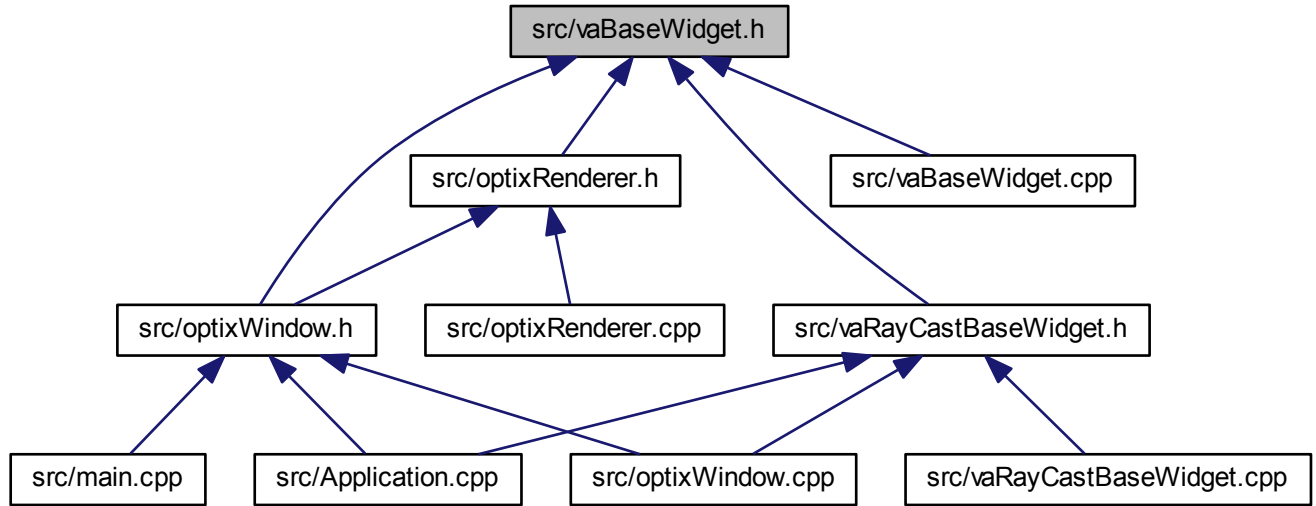 src/vaBaseWidget.h
src/optixRenderer.h
src/vaBaseWidget.cpp
src/optixWindow.h
src/optixRenderer.cpp
src/vaRayCastBaseWidget.h
src/main.cpp
src/Application.cpp
src/optixWindow.cpp
src/vaRayCastBaseWidget.cpp